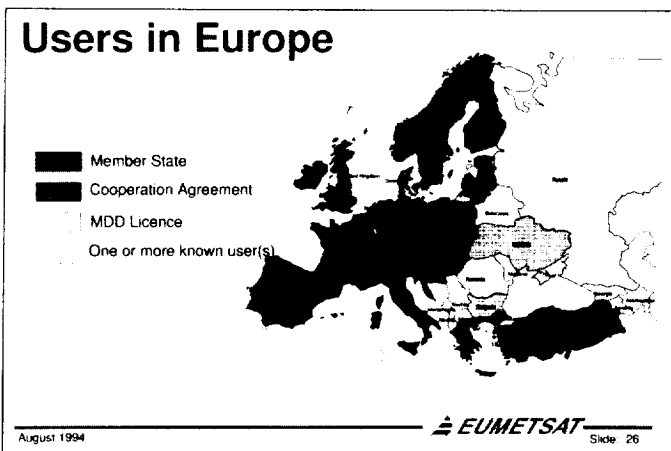 Users in Europe
Member State
Cooperation Agreement
MDD Licence
One or more known user(s)
August 1994
EUMETSAT
Slide: 26